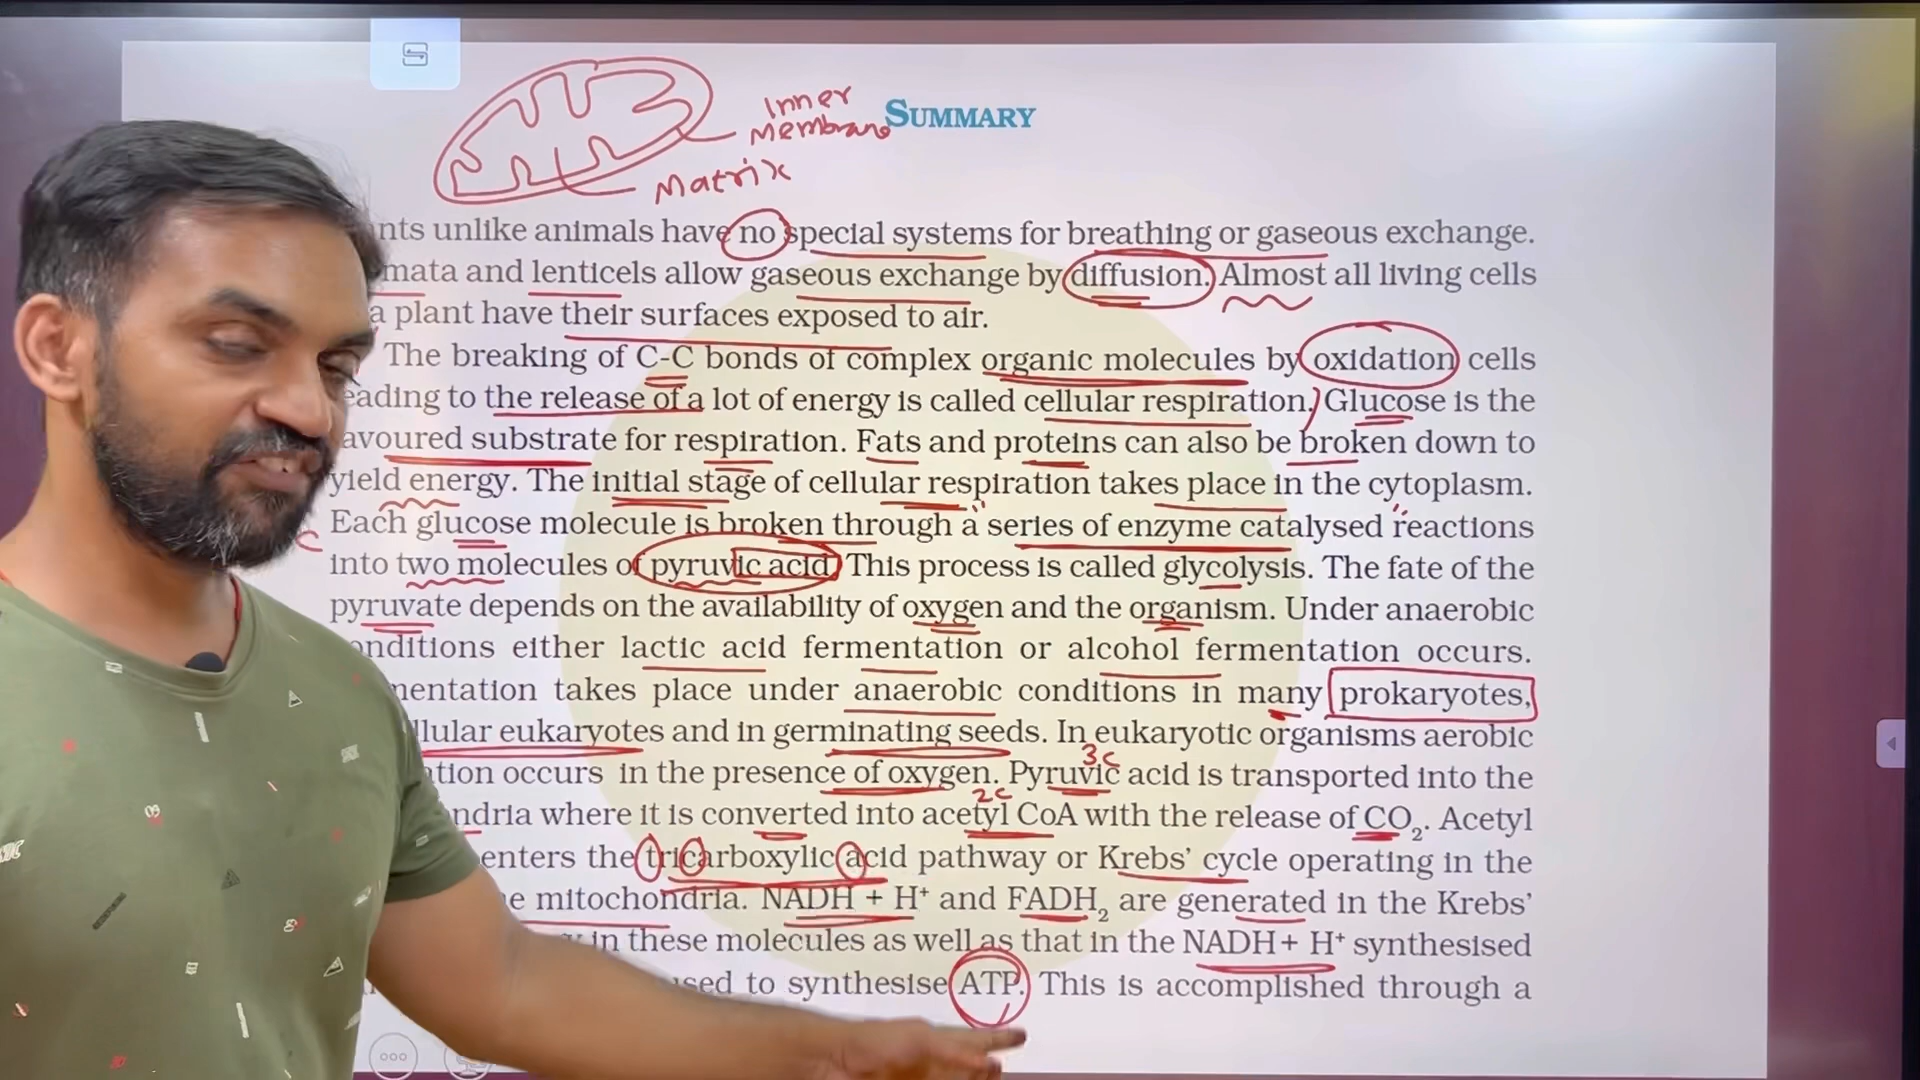 Inner
Membrane
SUMMARY
Matrix
nts unlike animals have no special systems for breathing or gaseous exchange.
mata and lenticels allow gaseous exchange by diffusion. Almost all living cells
a plant have their surfaces exposed to air.
The breaking of C-C bonds of complex organic molecules by oxidation cells
eading to the release of a lot of energy is called cellular respiration. Glucose is the
avoured substrate for respiration. Fats and proteins can also be broken down to
yield energy. The initial stage of cellular respiration takes place in the cytoplasm.
Each glucose molecule is broken through a series of enzyme catalysed reactions
C
into two molecules of pyruvic acid. This process is called glycolysis. The fate of the
pyruvate depends on the availability of oxygen and the organism. Under anaerobic
onditions either lactic acid fermentation or alcohol fermentation occurs.
mentation takes place under anaerobic conditions in many prokaryotes,
llular eukaryotes and in germinating seeds. In eukaryotic organisms aerobic
3C
ation occurs in the presence of oxygen. Pyruvic acid is transported into the
2C
ndria where it is converted into acetyl CoA with the release of CO₂. Acetyl
enters the tricarboxylic acid pathway or Krebs' cycle operating in the
e mitochondria. NADH + H⁺ and FADH₂ are generated in the Krebs'
y in these molecules as well as that in the NADH + H⁺ synthesised
sed to synthesise ATP. This is accomplished through a